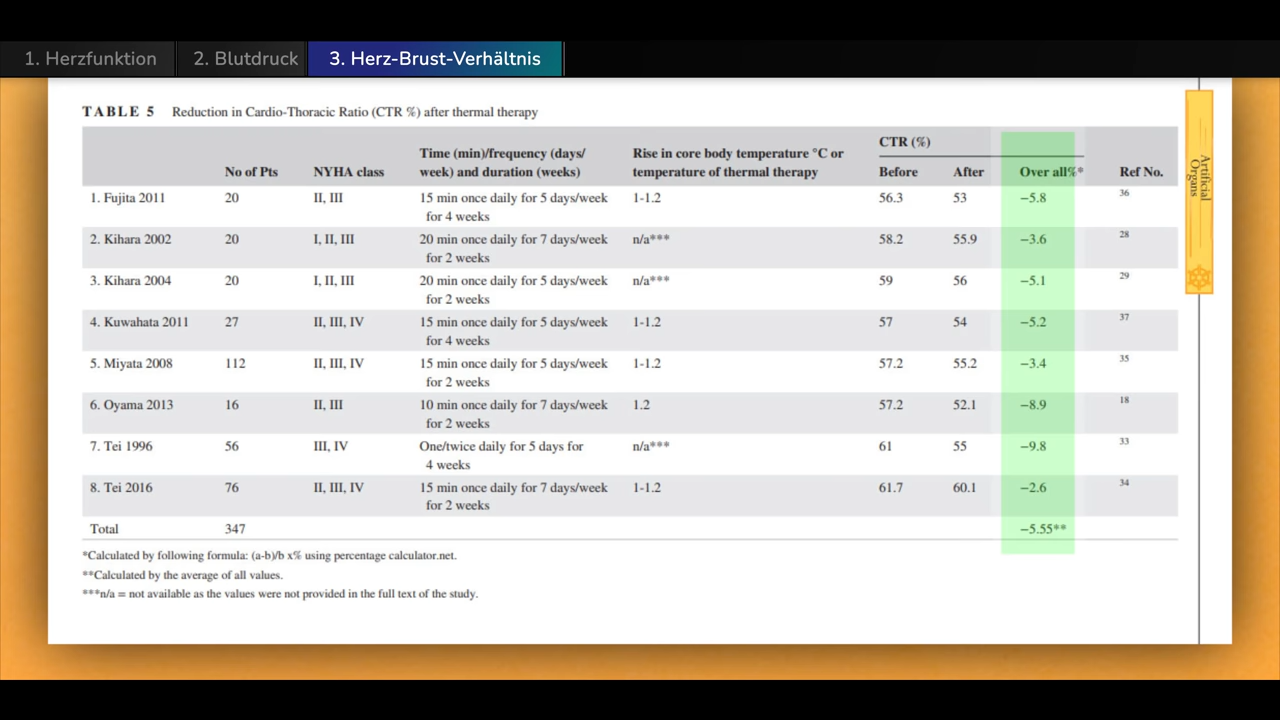 1. Herzfunktion 2. Blutdruck 3. Herz-Brust-Verhältnis
TABLE 5 Reduction in Cardio-Thoracic Ratio (CTR %) after thermal therapy
CTR (%)
Time (min)/frequency (days/ Rise in core body temperature °C or
No of Pts NYHA class week) and duration (weeks) temperature of thermal therapy Before After Over all%* Ref No.
1. Fujita 2011 20 II, III 15 min once daily for 5 days/week 1-1.2 56.3 53 −5.8 36
for 4 weeks
2. Kihara 2002 20 I, II, III 20 min once daily for 7 days/week n/a*** 58.2 55.9 −3.6 28
for 2 weeks
3. Kihara 2004 20 I, II, III 20 min once daily for 5 days/week n/a*** 59 56 −5.1 29
for 2 weeks
4. Kuwahata 2011 27 II, III, IV 15 min once daily for 5 days/week 1-1.2 57 54 −5.2 37
for 4 weeks
5. Miyata 2008 112 II, III, IV 15 min once daily for 5 days/week 1-1.2 57.2 55.2 −3.4 35
for 2 weeks
6. Oyama 2013 16 II, III 10 min once daily for 7 days/week 1.2 57.2 52.1 −8.9 18
for 2 weeks
7. Tei 1996 56 III, IV One/twice daily for 5 days for n/a*** 61 55 −9.8 33
4 weeks
8. Tei 2016 76 II, III, IV 15 min once daily for 7 days/week 1-1.2 61.7 60.1 −2.6 34
for 2 weeks
Total 347 −5.55**
*Calculated by following formula: (a-b)/b x% using percentage calculator.net.
**Calculated by the average of all values.
***n/a = not available as the values were not provided in the full text of the study.
Artificial
Organs